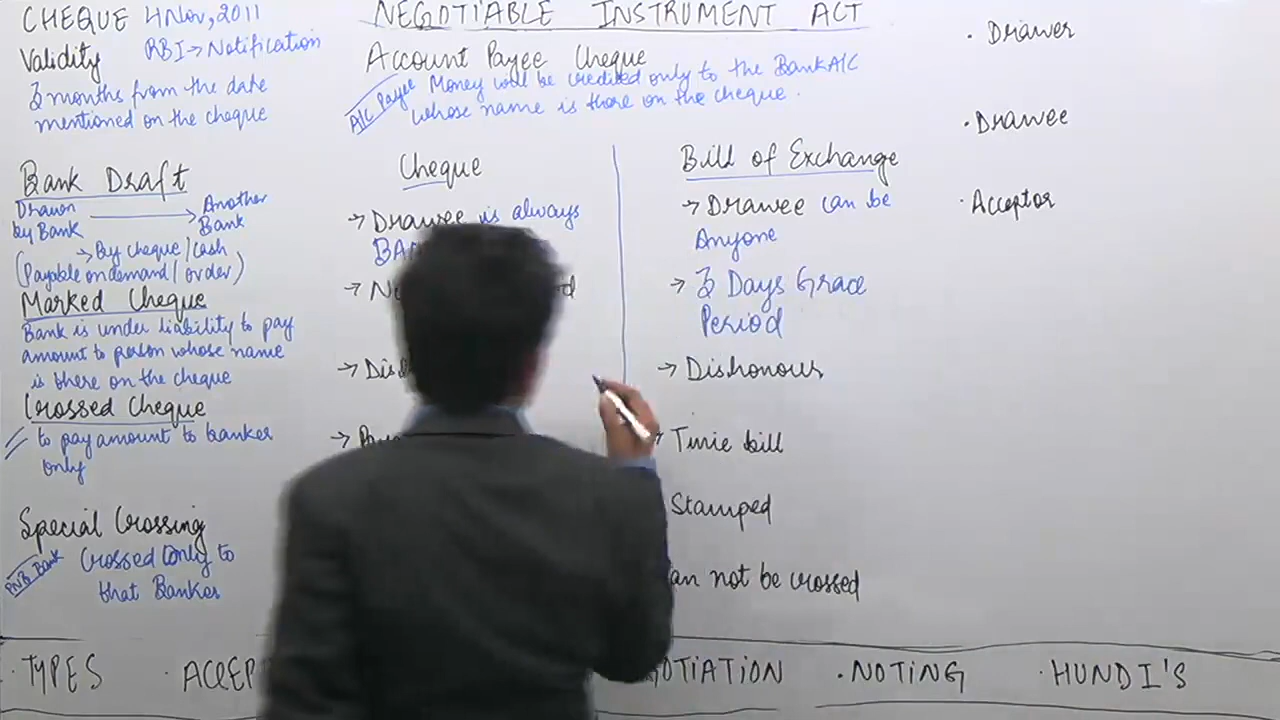 NEGOTIABLE INSTRUMENT ACT
CHEQUE 4 Nov, 2011
RBI → Notification
Validity
3 months from the date
mentioned on the cheque
Account Payee Cheque
A/C Payee
Money will be credited only to the Bank A/C
whose name is there on the cheque.
Bank Draft
Drawn → Another
by Bank Bank
→ By cheque/cash
(Payable on demand/order)
Marked Cheque
Bank is under liability to pay
amount to person whose name
is there on the cheque
Crossed Cheque
to pay amount to banker
only
Special Crossing
PNB Bank
Crossed only to
that Banker
Cheque
→ Drawee is always
→
→
→
Bill of Exchange
→ Drawee can be
Anyone
→ 3 Days Grace
Period
→ Dishonour
Time bill
Stamped
an not be crossed
· Drawer
· Drawee
· Acceptor
· TYPES · ACCEP OTIATION · NOTING · HUNDI'S